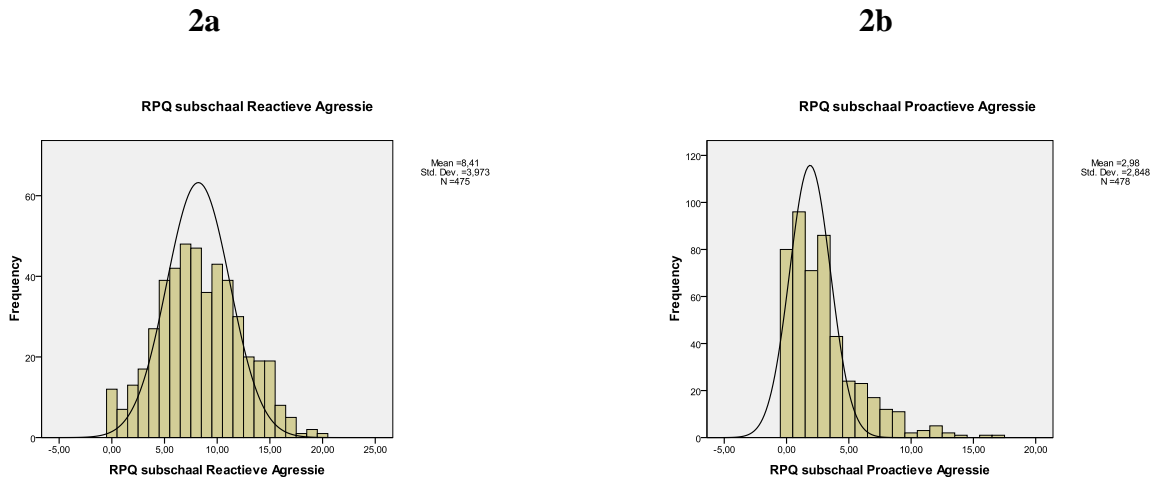 2a
2b
RPQ subschaal Reactieve Agressie
Mean =8,41
Std. Dev. =3,973
N =475
Frequency
60
40
20
0
-5,00 0,00 5,00 10,00 15,00 20,00 25,00
RPQ subschaal Reactieve Agressie
RPQ subschaal Proactieve Agressie
Mean =2,98
Std. Dev. =2,848
N =478
Frequency
120
100
80
60
40
20
0
-5,00 0,00 5,00 10,00 15,00 20,00
RPQ subschaal Proactieve Agressie